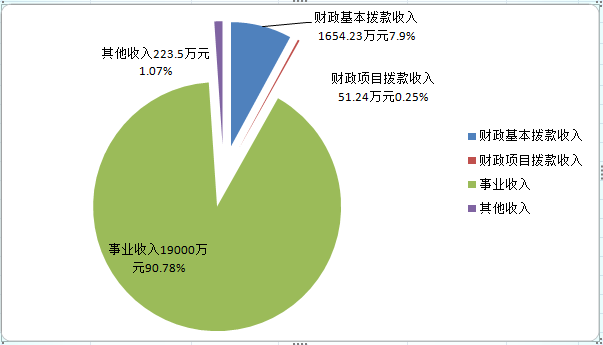 财政基本拨款收入
1654.23万元7.9%
其他收入223.5万元
1.07%
财政项目拨款收入
51.24万元0.25%
事业收入19000万
元90.78%
财政基本拨款收入
财政项目拨款收入
事业收入
其他收入